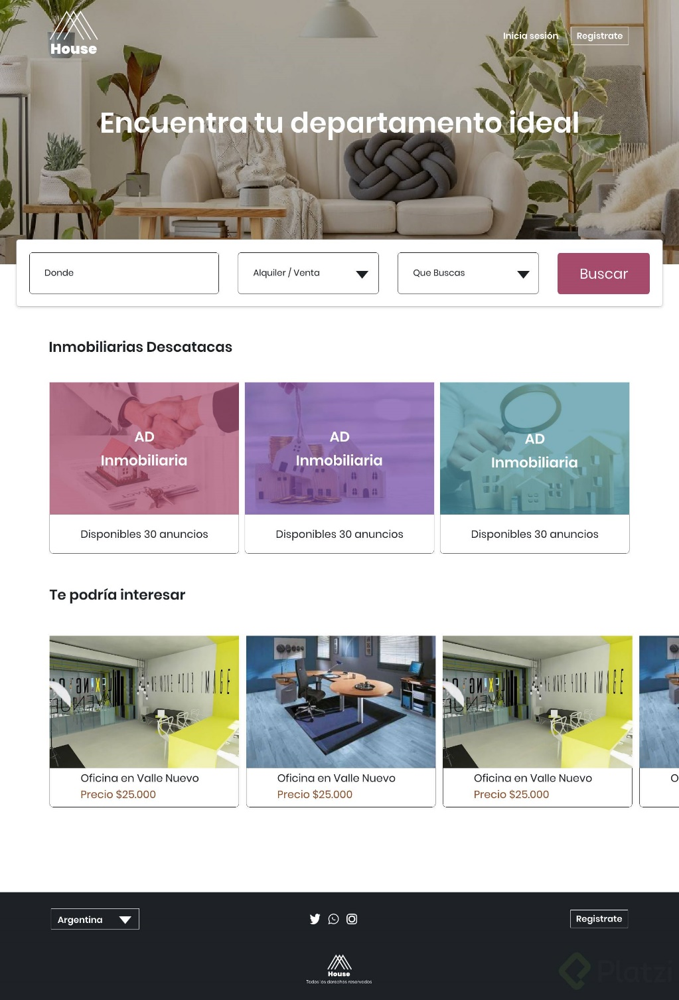 House
Inicia sesión
Registrate
Encuentra tu departamento ideal
Donde
Alquiler / Venta
Que Buscas
Buscar
Inmobiliarias Descatacas
AD
Inmobiliaria
AD
Inmobiliaria
AD
Inmobiliaria
Disponibles 30 anuncios
Disponibles 30 anuncios
Disponibles 30 anuncios
Te podría interesar
Oficina en Valle Nuevo
Precio $25.000
Oficina en Valle Nuevo
Precio $25.000
Oficina en Valle Nuevo
Precio $25.000
O
Argentina
Registrate
House
Todos los derechos reservados
Platzi